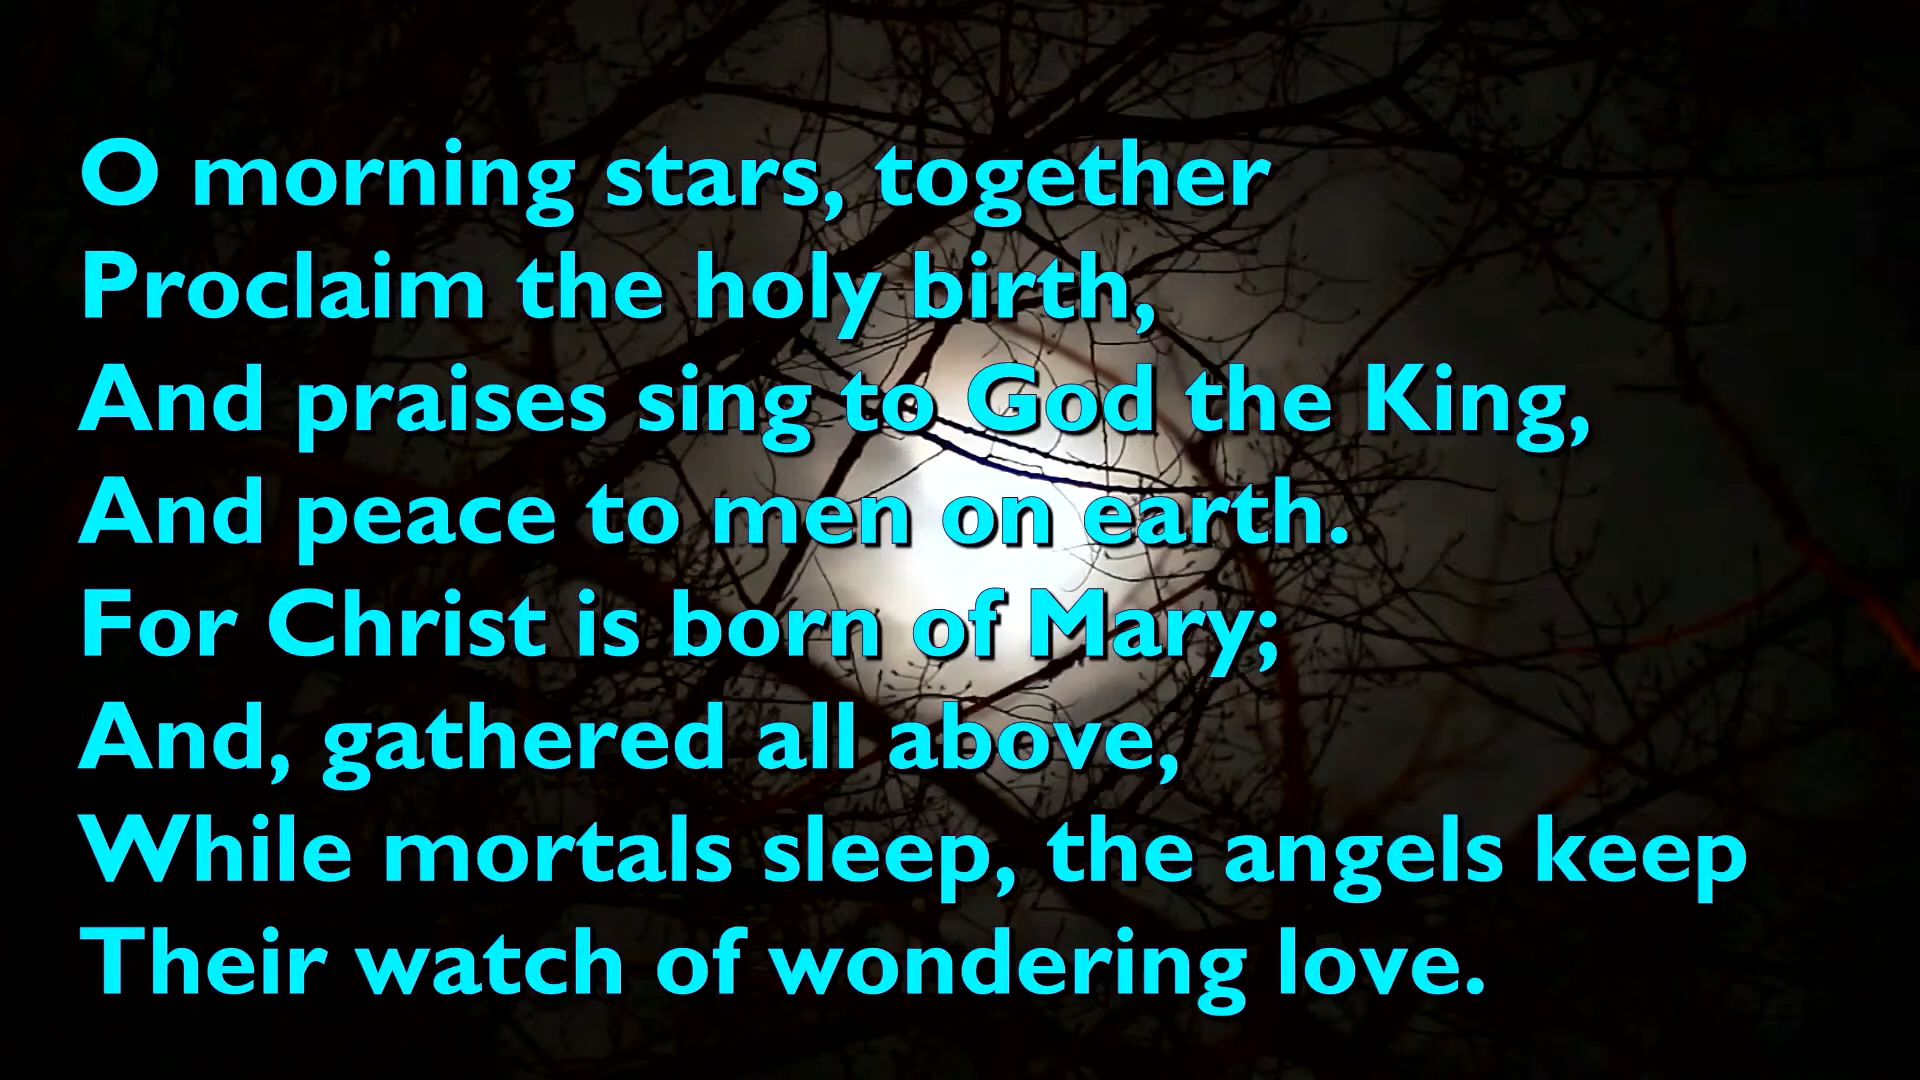 O morning stars, together
Proclaim the holy birth,
And praises sing to God the King,
And peace to men on earth.
For Christ is born of Mary;
And, gathered all above,
While mortals sleep, the angels keep
Their watch of wondering love.